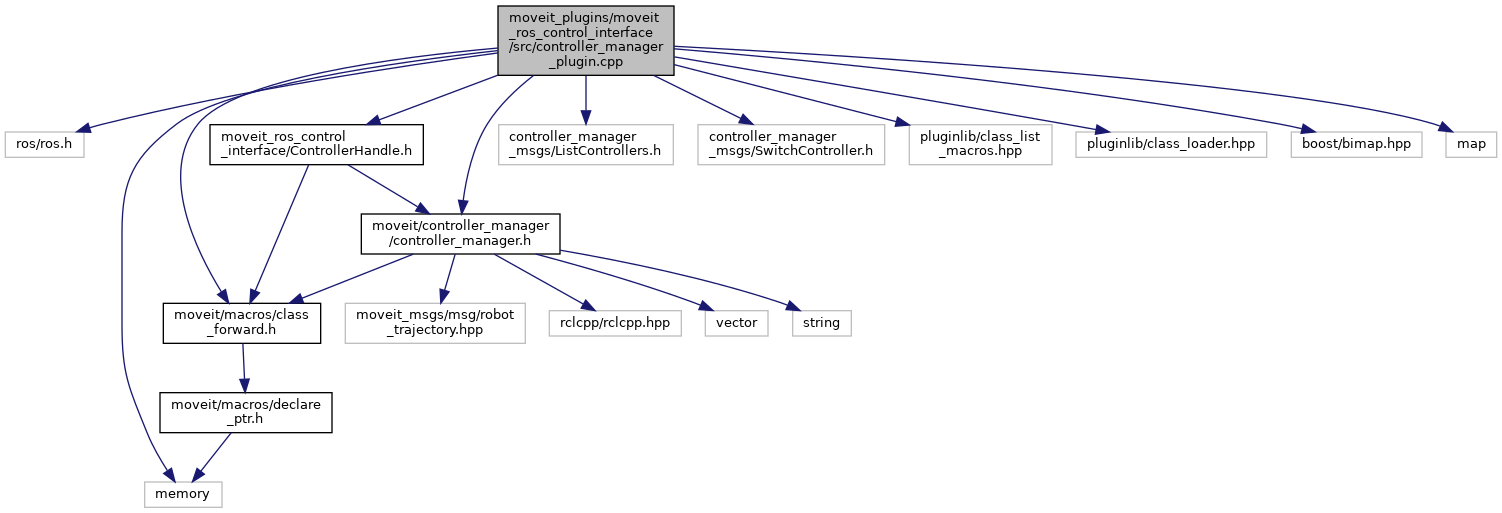 moveit_plugins/moveit
_ros_control_interface
/src/controller_manager
_plugin.cpp
ros/ros.h
moveit_ros_control
_interface/ControllerHandle.h
controller_manager
_msgs/ListControllers.h
controller_manager
_msgs/SwitchController.h
pluginlib/class_list
_macros.hpp
pluginlib/class_loader.hpp
boost/bimap.hpp
map
moveit/controller_manager
/controller_manager.h
moveit/macros/class
_forward.h
moveit_msgs/msg/robot
_trajectory.hpp
rclcpp/rclcpp.hpp
vector
string
moveit/macros/declare
_ptr.h
memory